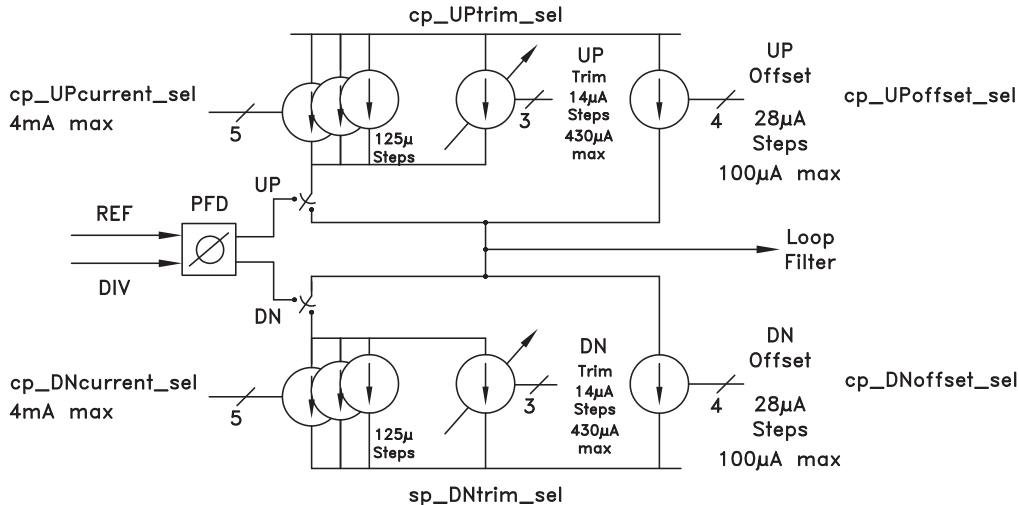 cp_UPtrim_sel
cp_UPcurrent_sel
4mA max
5
125μ
Steps
3
UP
Trim
14μA
Steps
430μA
max
4
UP
Offset
28μA
Steps
100μA max
cp_UPoffset_sel
UP
PFD
REF
DIV
DN
Loop
Filter
cp_DNcurrent_sel
4mA max
5
125μ
Steps
3
DN
Trim
14μA
Steps
430μA
max
4
DN
Offset
28μA
Steps
100μA max
cp_DNoffset_sel
sp_DNtrim_sel